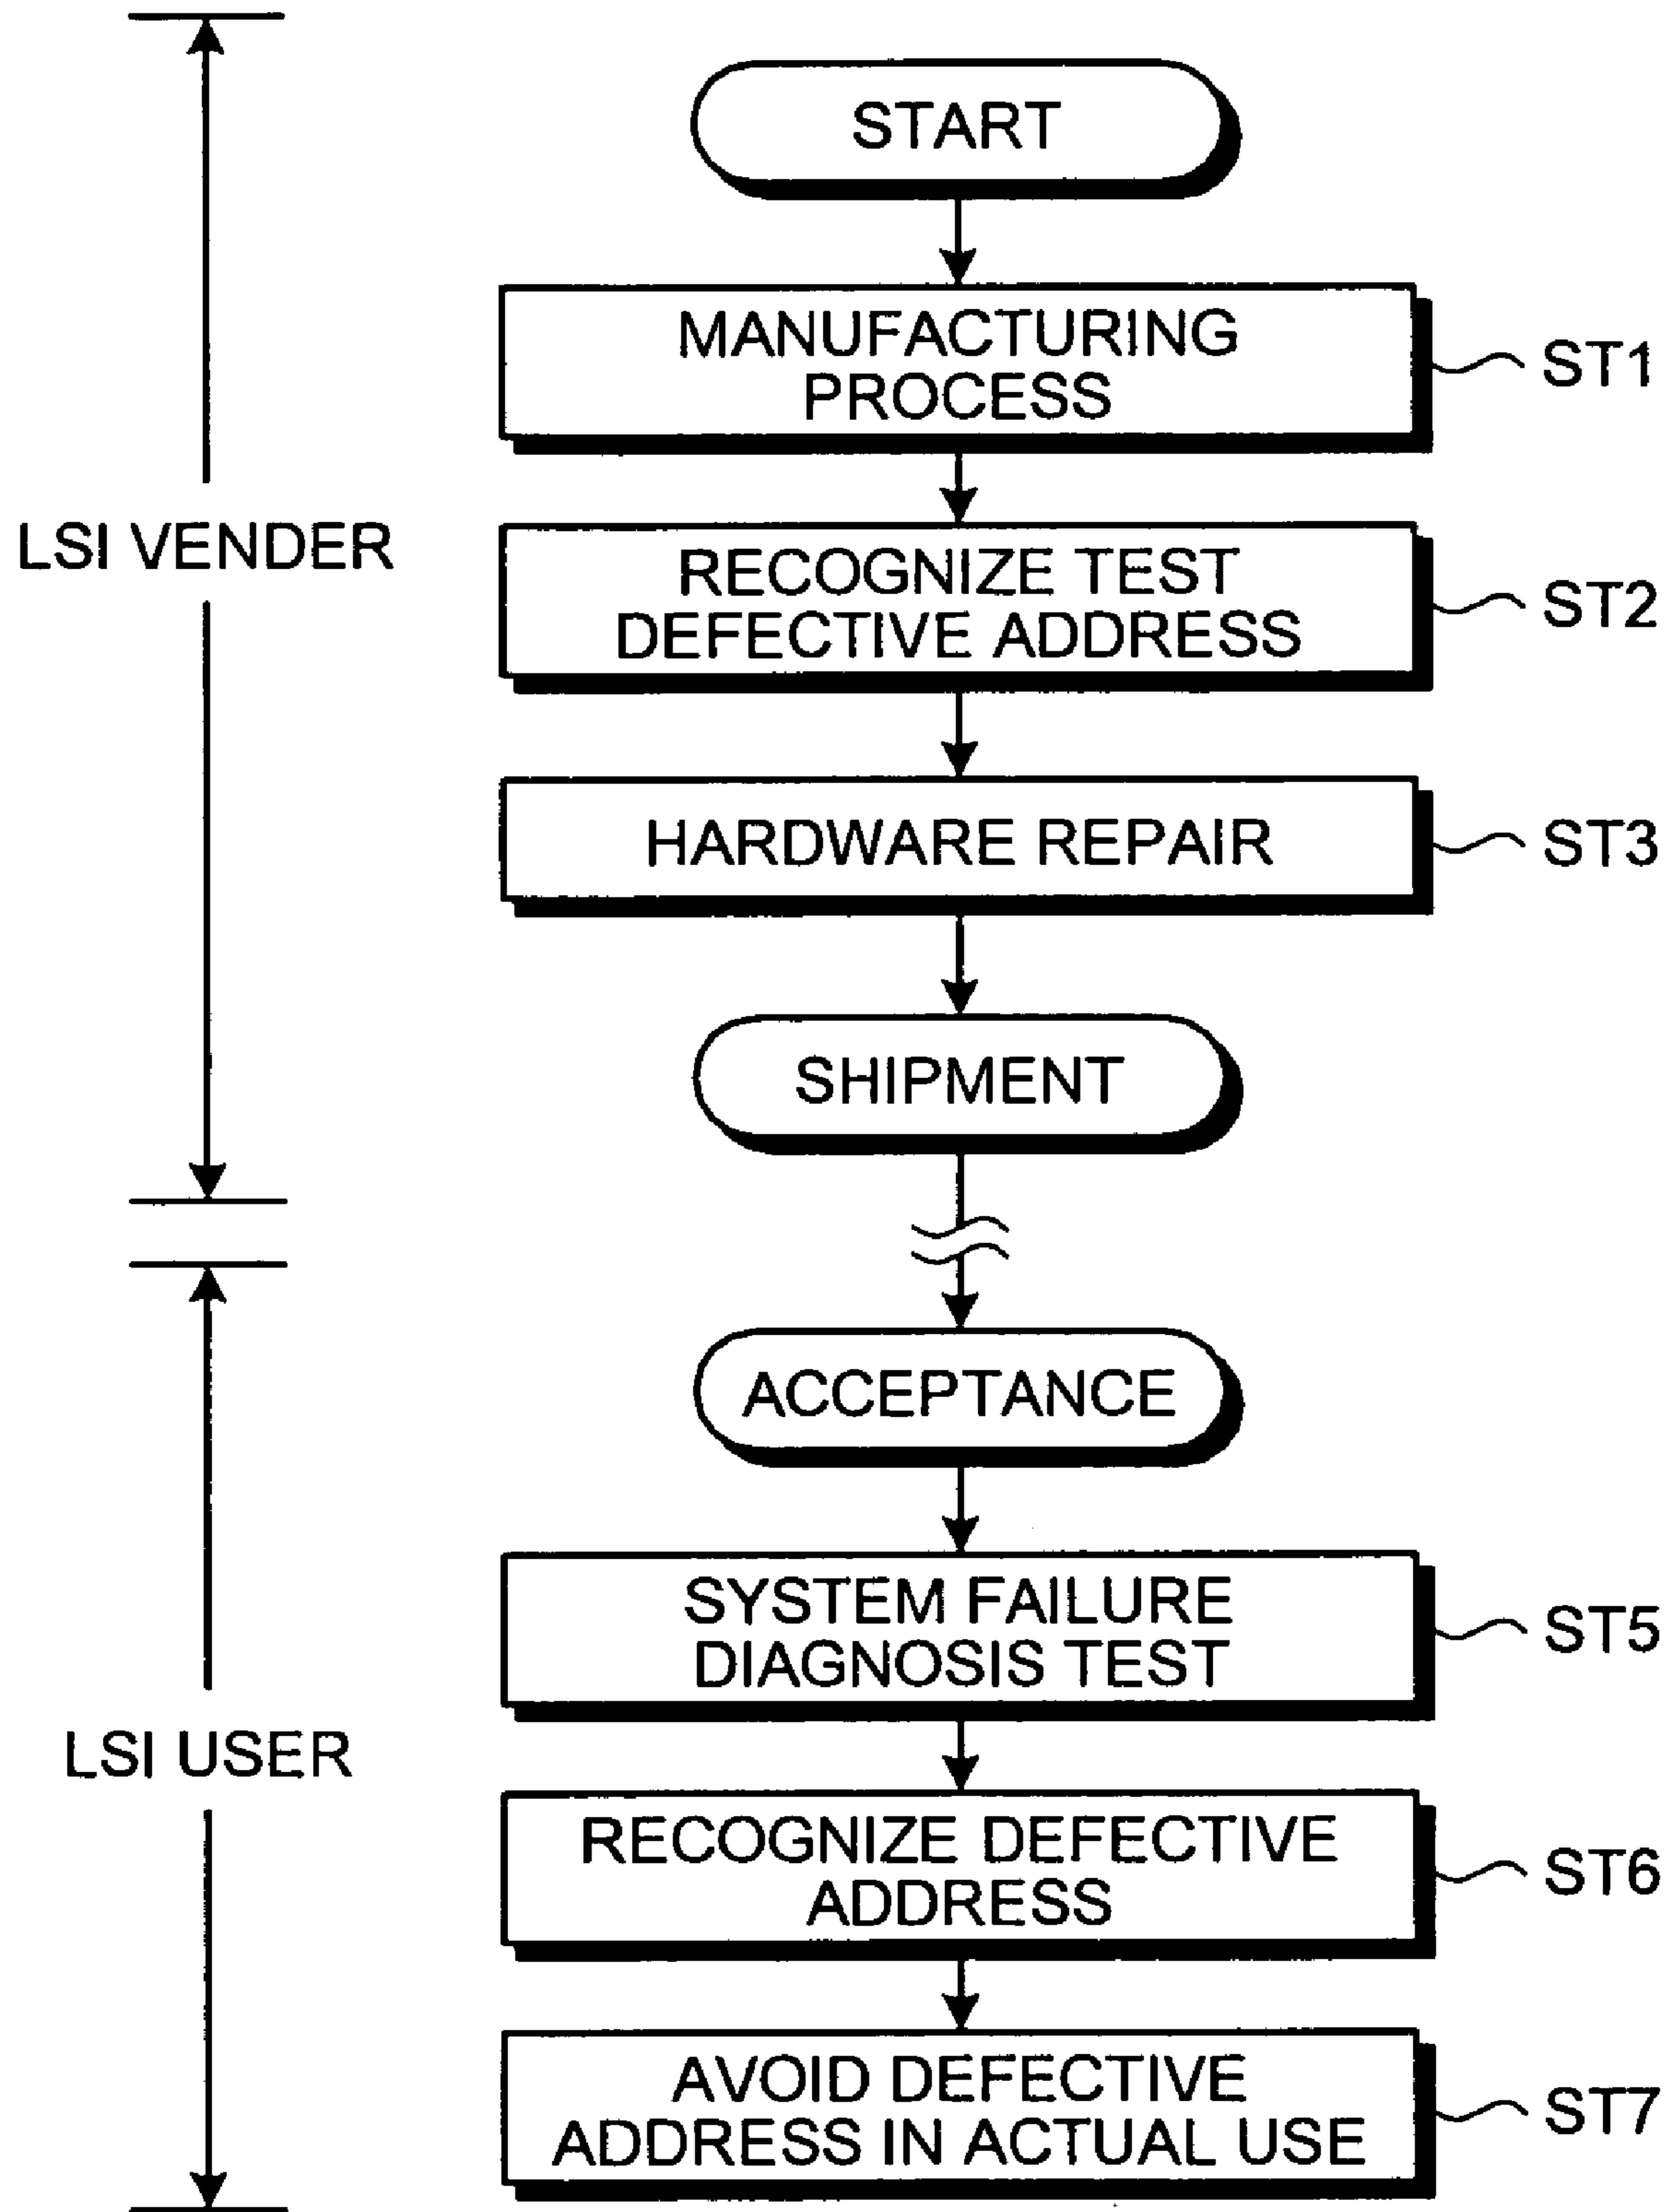 START
MANUFACTURING
PROCESS
ST1
LSI VENDER
RECOGNIZE TEST
DEFECTIVE ADDRESS
ST2
HARDWARE REPAIR
ST3
SHIPMENT
ACCEPTANCE
SYSTEM FAILURE
DIAGNOSIS TEST
ST5
LSI USER
RECOGNIZE DEFECTIVE
ADDRESS
ST6
AVOID DEFECTIVE
ADDRESS IN ACTUAL USE
ST7